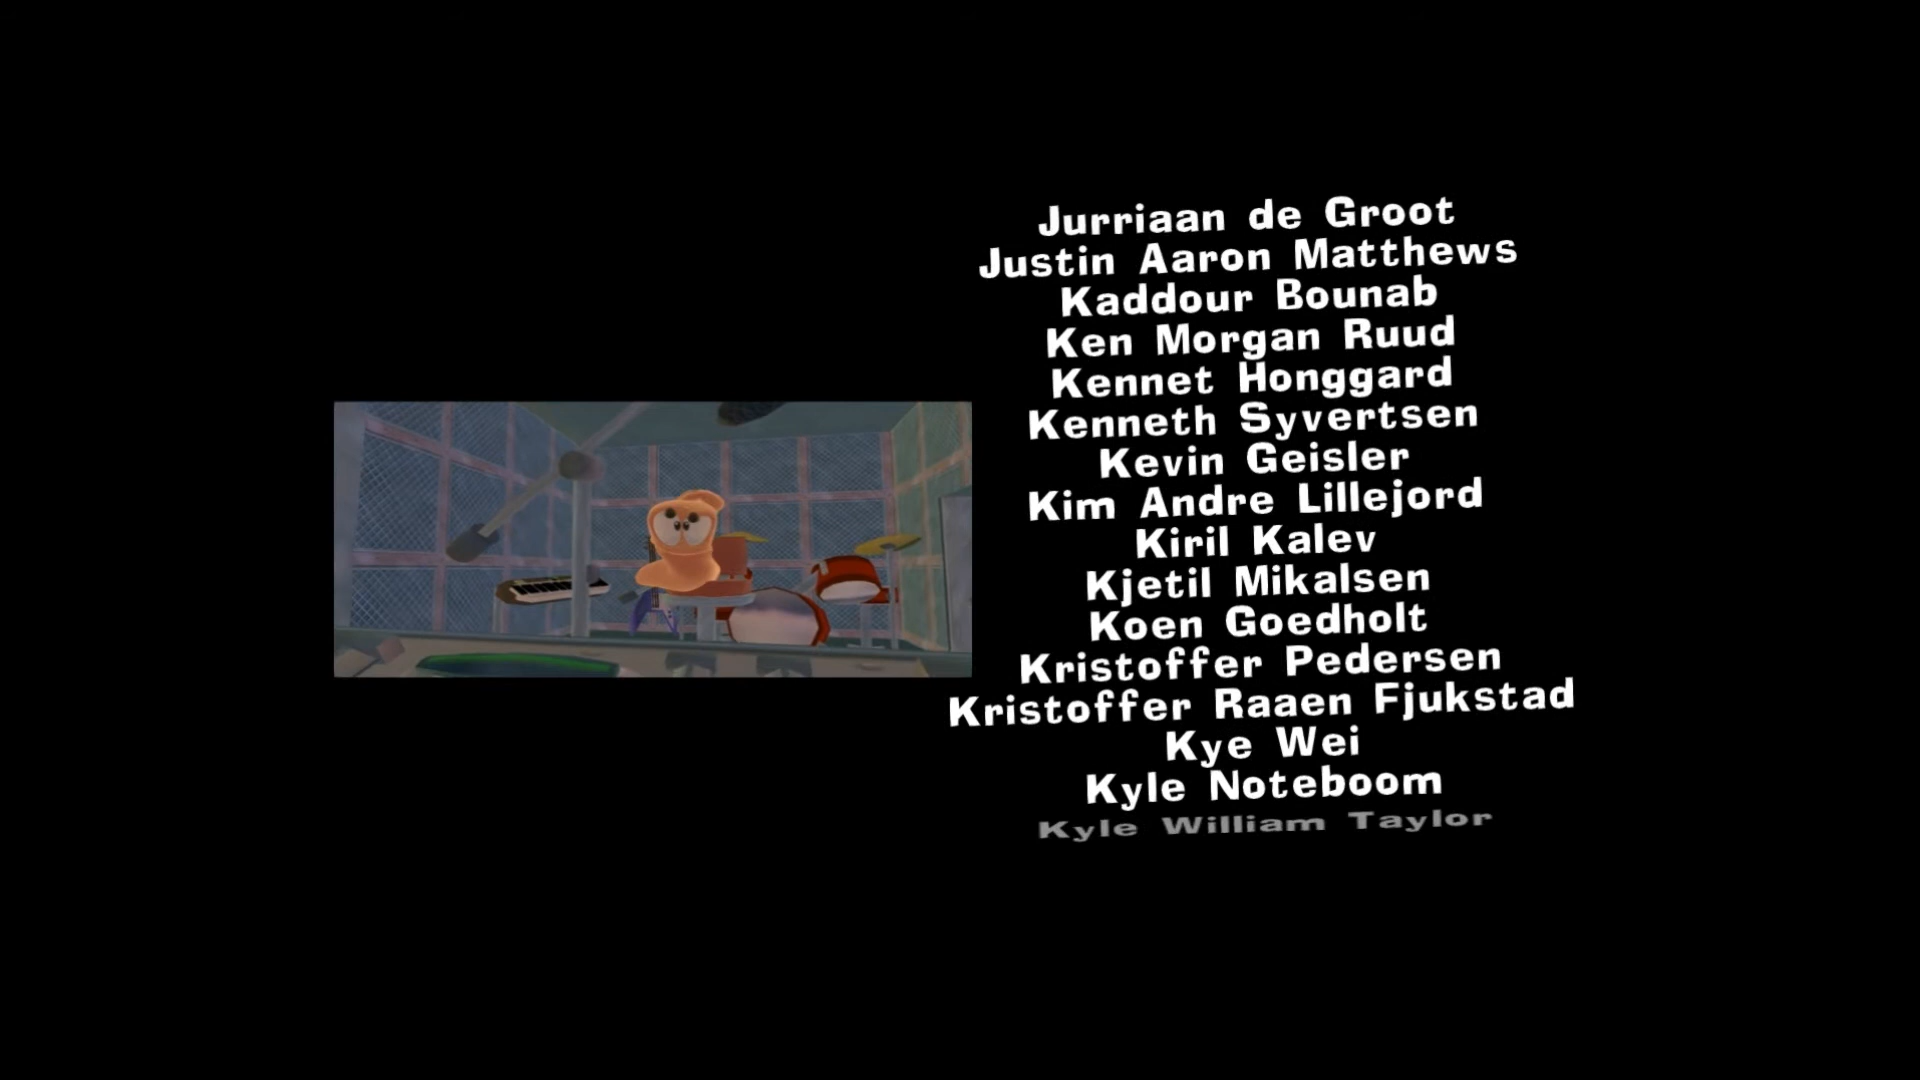 Jurriaan de Groot
Justin Aaron Matthews
Kaddour Bounab
Ken Morgan Ruud
Kennet Honggard
Kenneth Syvertsen
Kevin Geisler
Kim Andre Lillejord
Kiril Kalev
Kjetil Mikalsen
Koen Goedholt
Kristoffer Pedersen
Kristoffer Raaen Fjukstad
Kye Wei
Kyle Noteboom
Kyle William Taylor